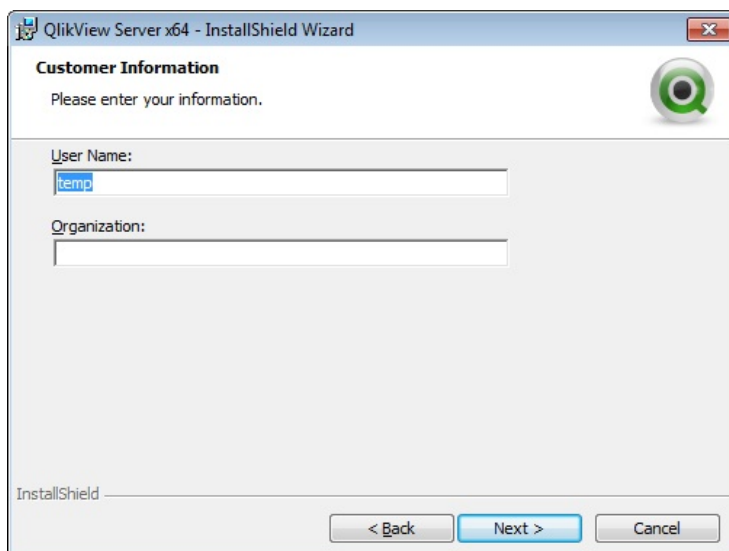 QlikView Server x64 - InstallShield Wizard
Customer Information
Please enter your information.
User Name:
temp
Organization:
InstallShield
< Back Next > Cancel